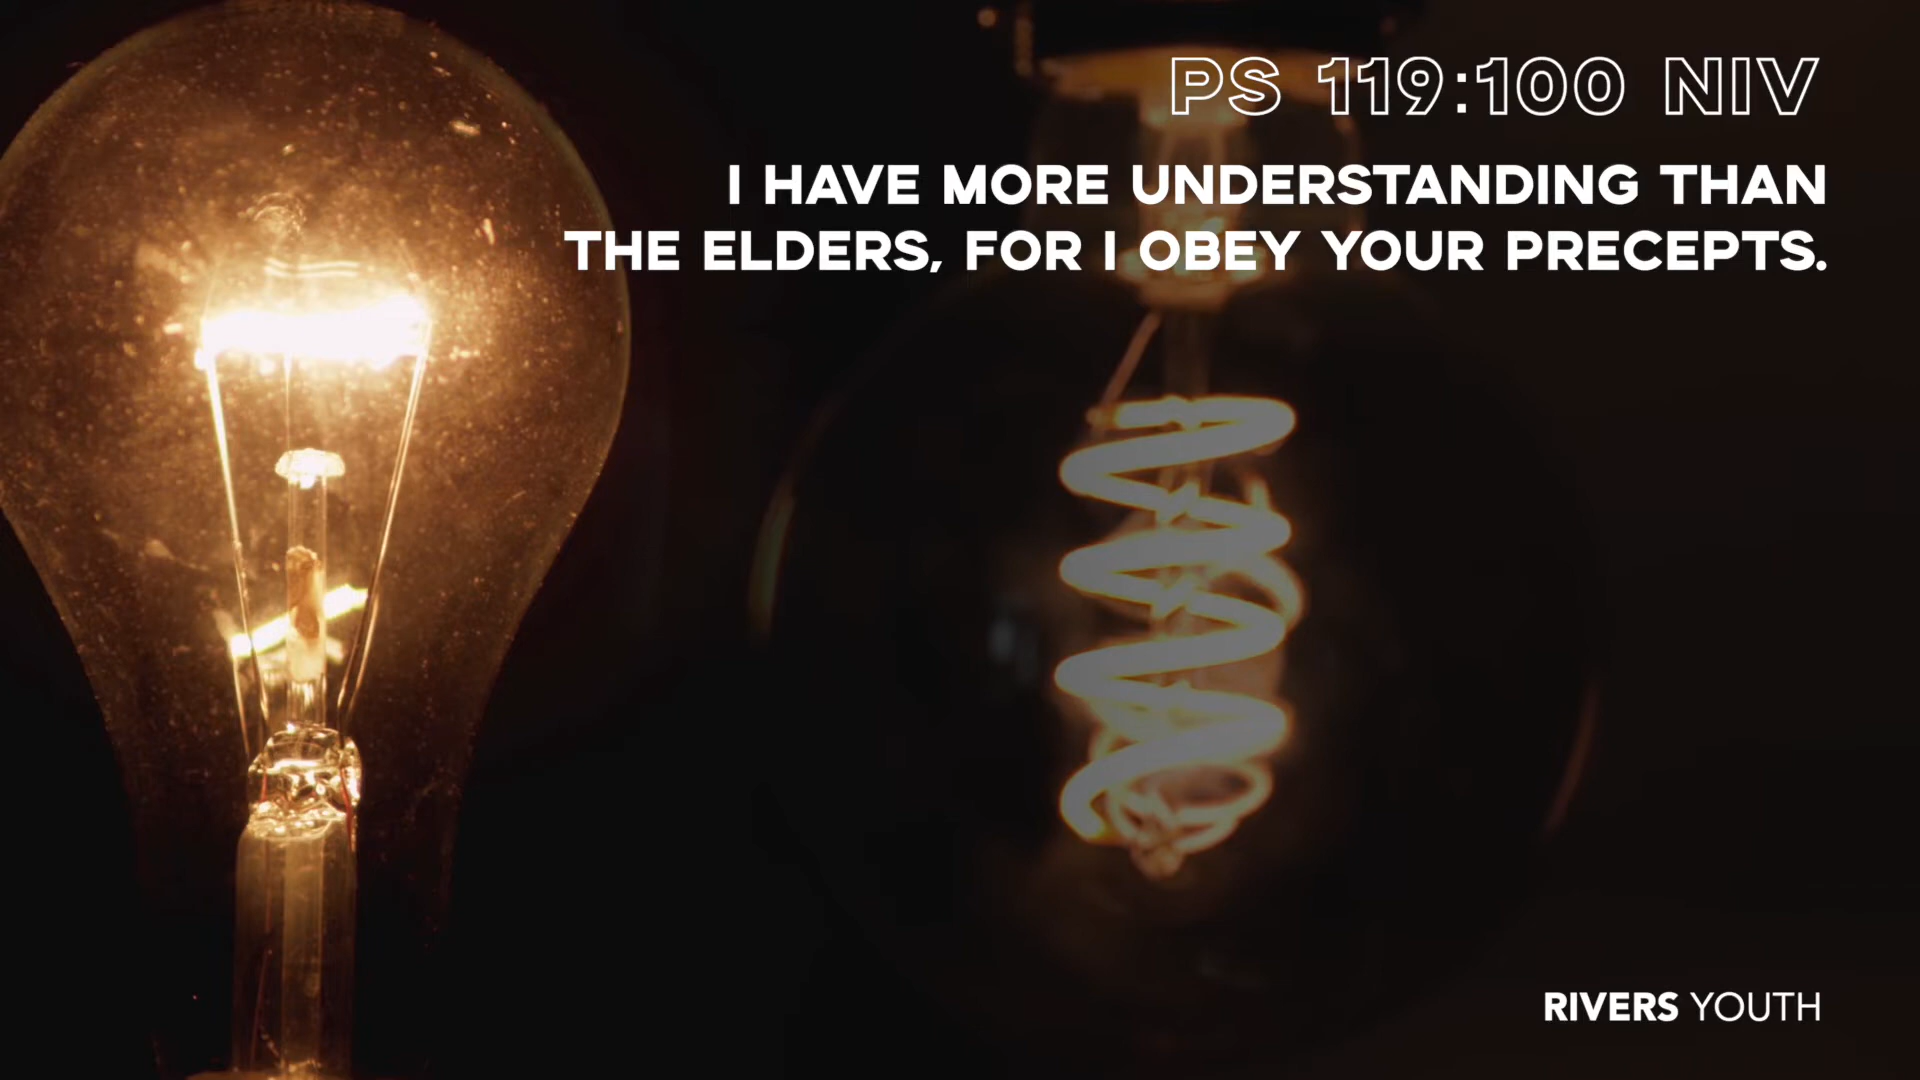 PS 119:100 NIV
I HAVE MORE UNDERSTANDING THAN
THE ELDERS, FOR I OBEY YOUR PRECEPTS.
RIVERS YOUTH